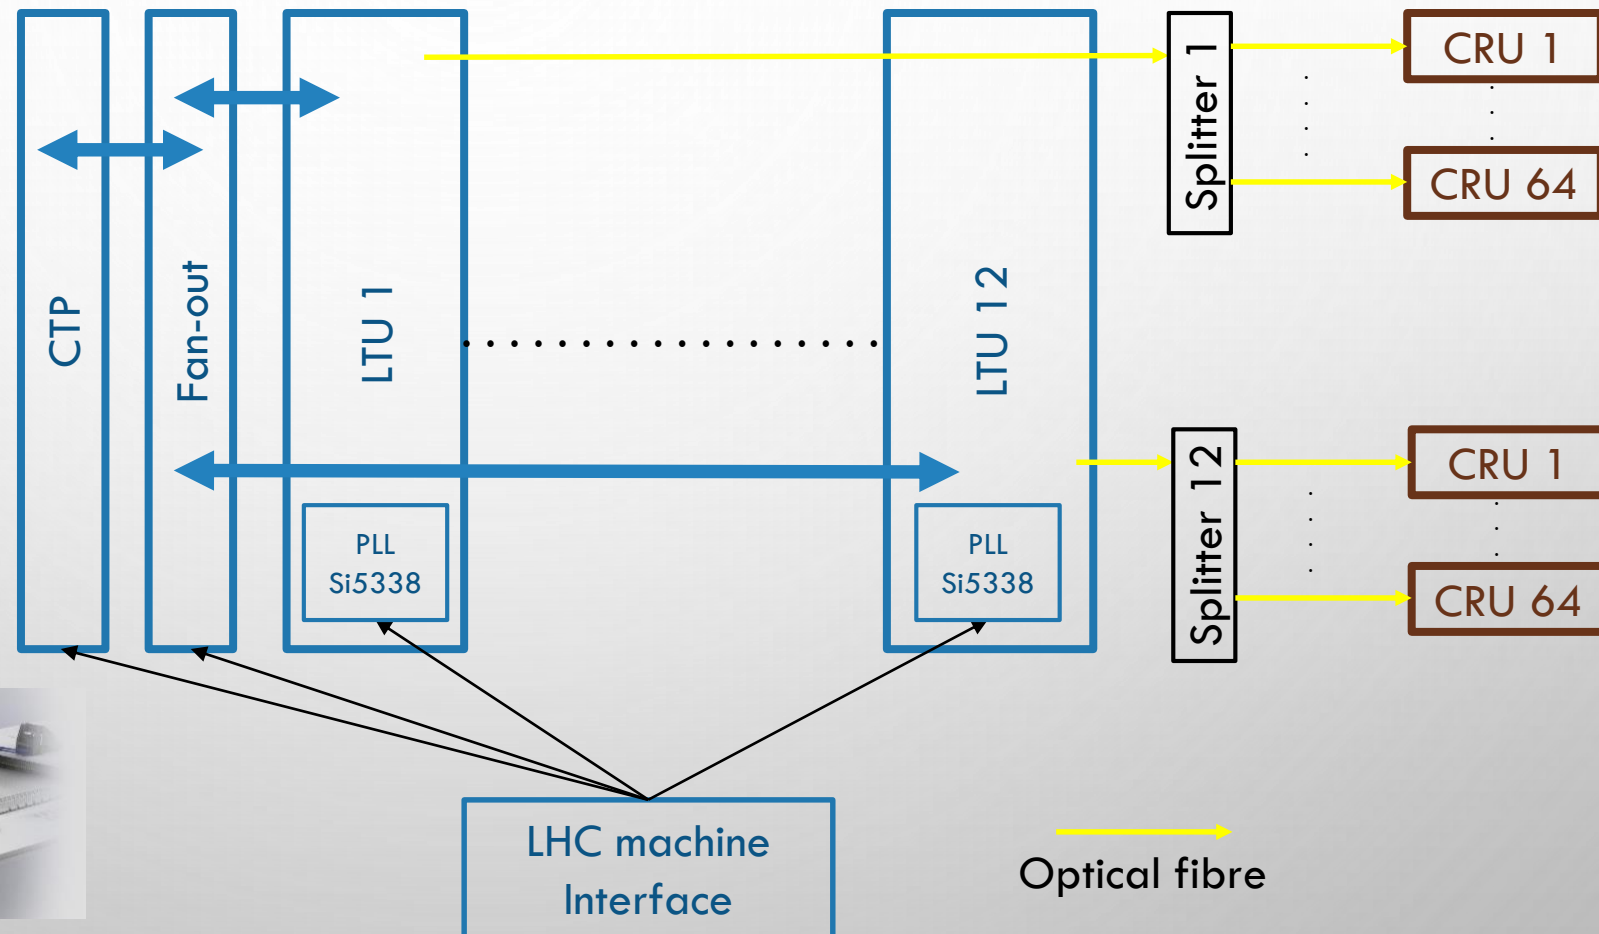 CTP
Fan-out
LTU 1
LTU 12
PLL
Si5338
PLL
Si5338
Splitter 1
CRU 1
CRU 64
Splitter 12
CRU 1
CRU 64
LHC machine
Interface
Optical fibre